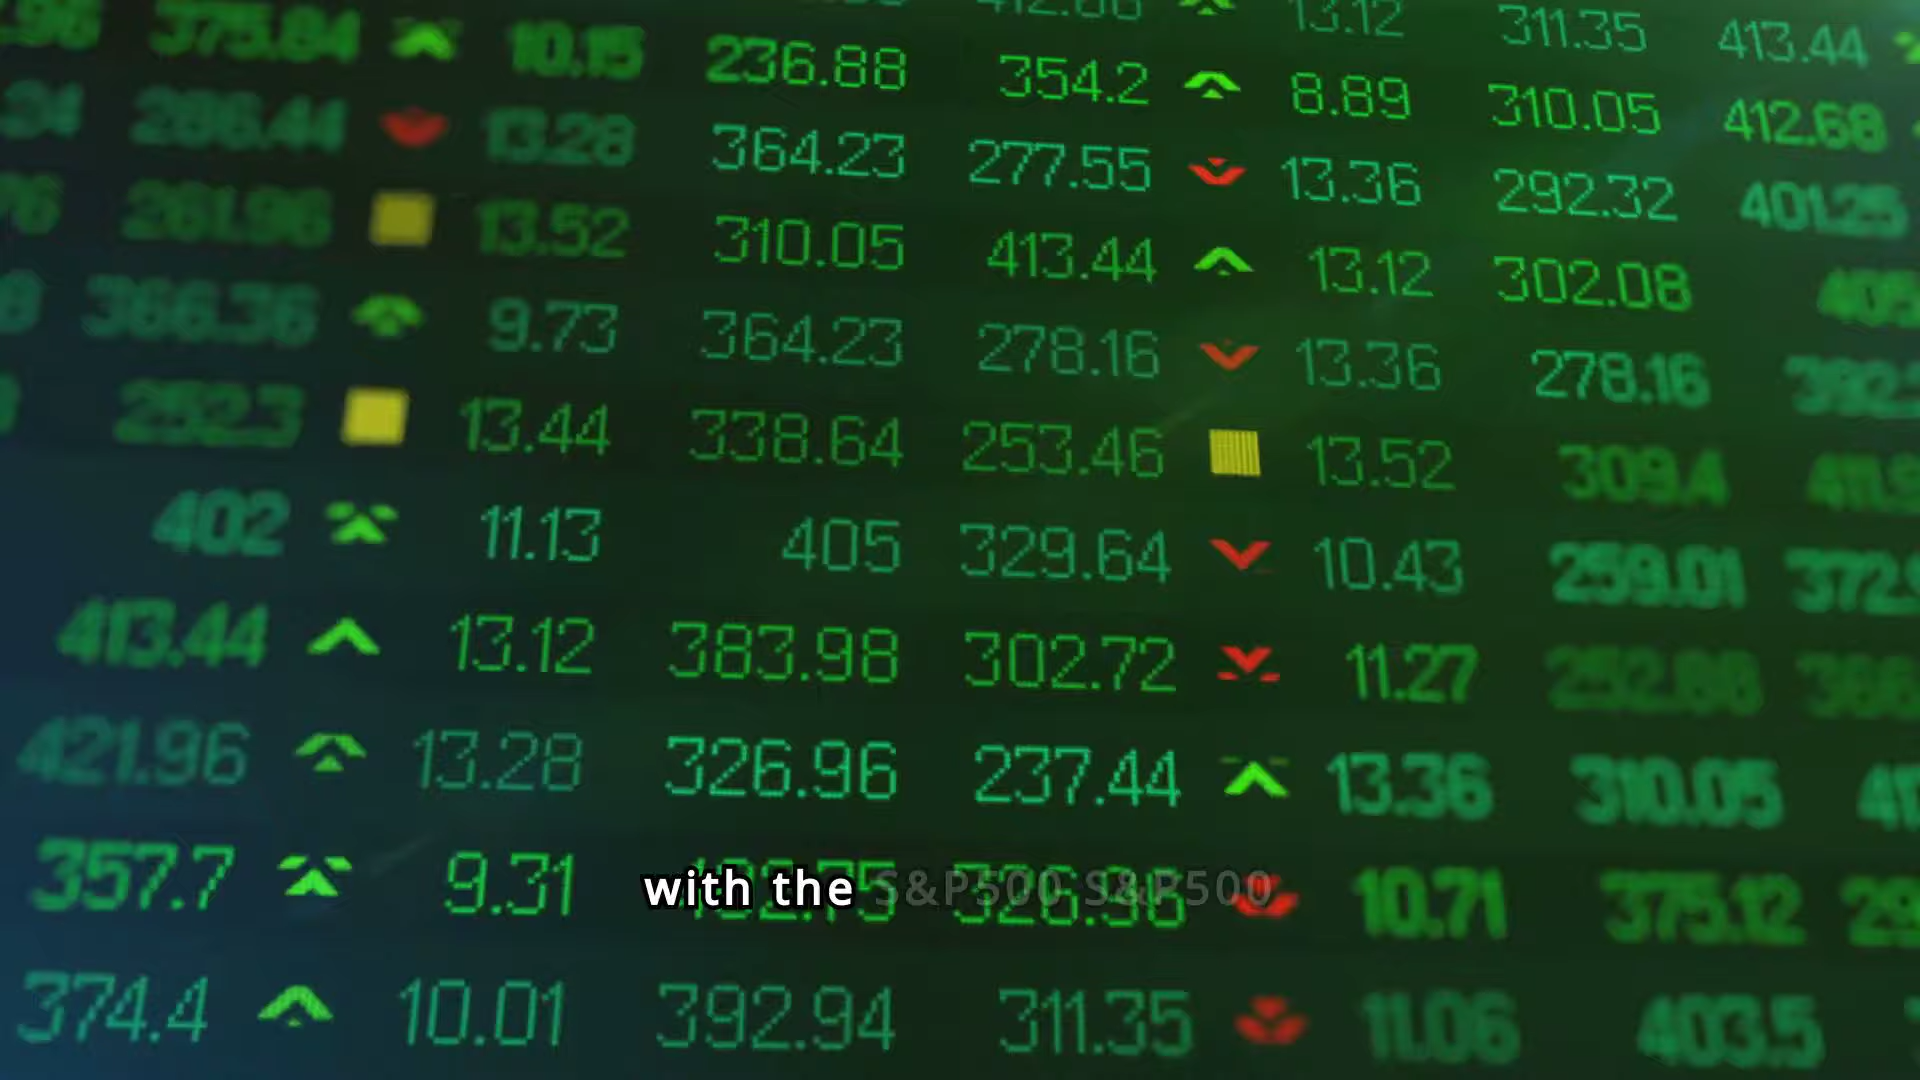 375.84 10.15 236.88 354.2 8.89 311.35 413.44
286.44 13.28 364.23 277.55 13.36 310.05 412.68
261.96 13.52 310.05 413.44 13.12 292.32 401.25
366.36 9.73 364.23 278.16 13.36 302.08
252.3 13.44 338.64 253.46 13.52 278.16
402 11.13 405 329.64 10.43 309.4
413.44 13.12 383.98 302.72 11.27 259.01
421.96 13.28 326.96 237.44 13.36 310.05
357.7 9.31 326.96 10.71 375.12
with the S&P500 S&P500
374.4 10.01 392.94 311.35 11.06 403.5